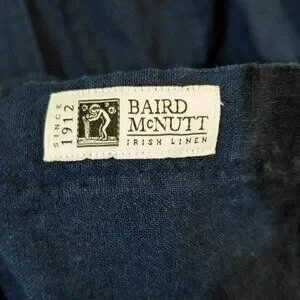 SINCE
1912
BAIRD
McNUTT
IRISH LINEN